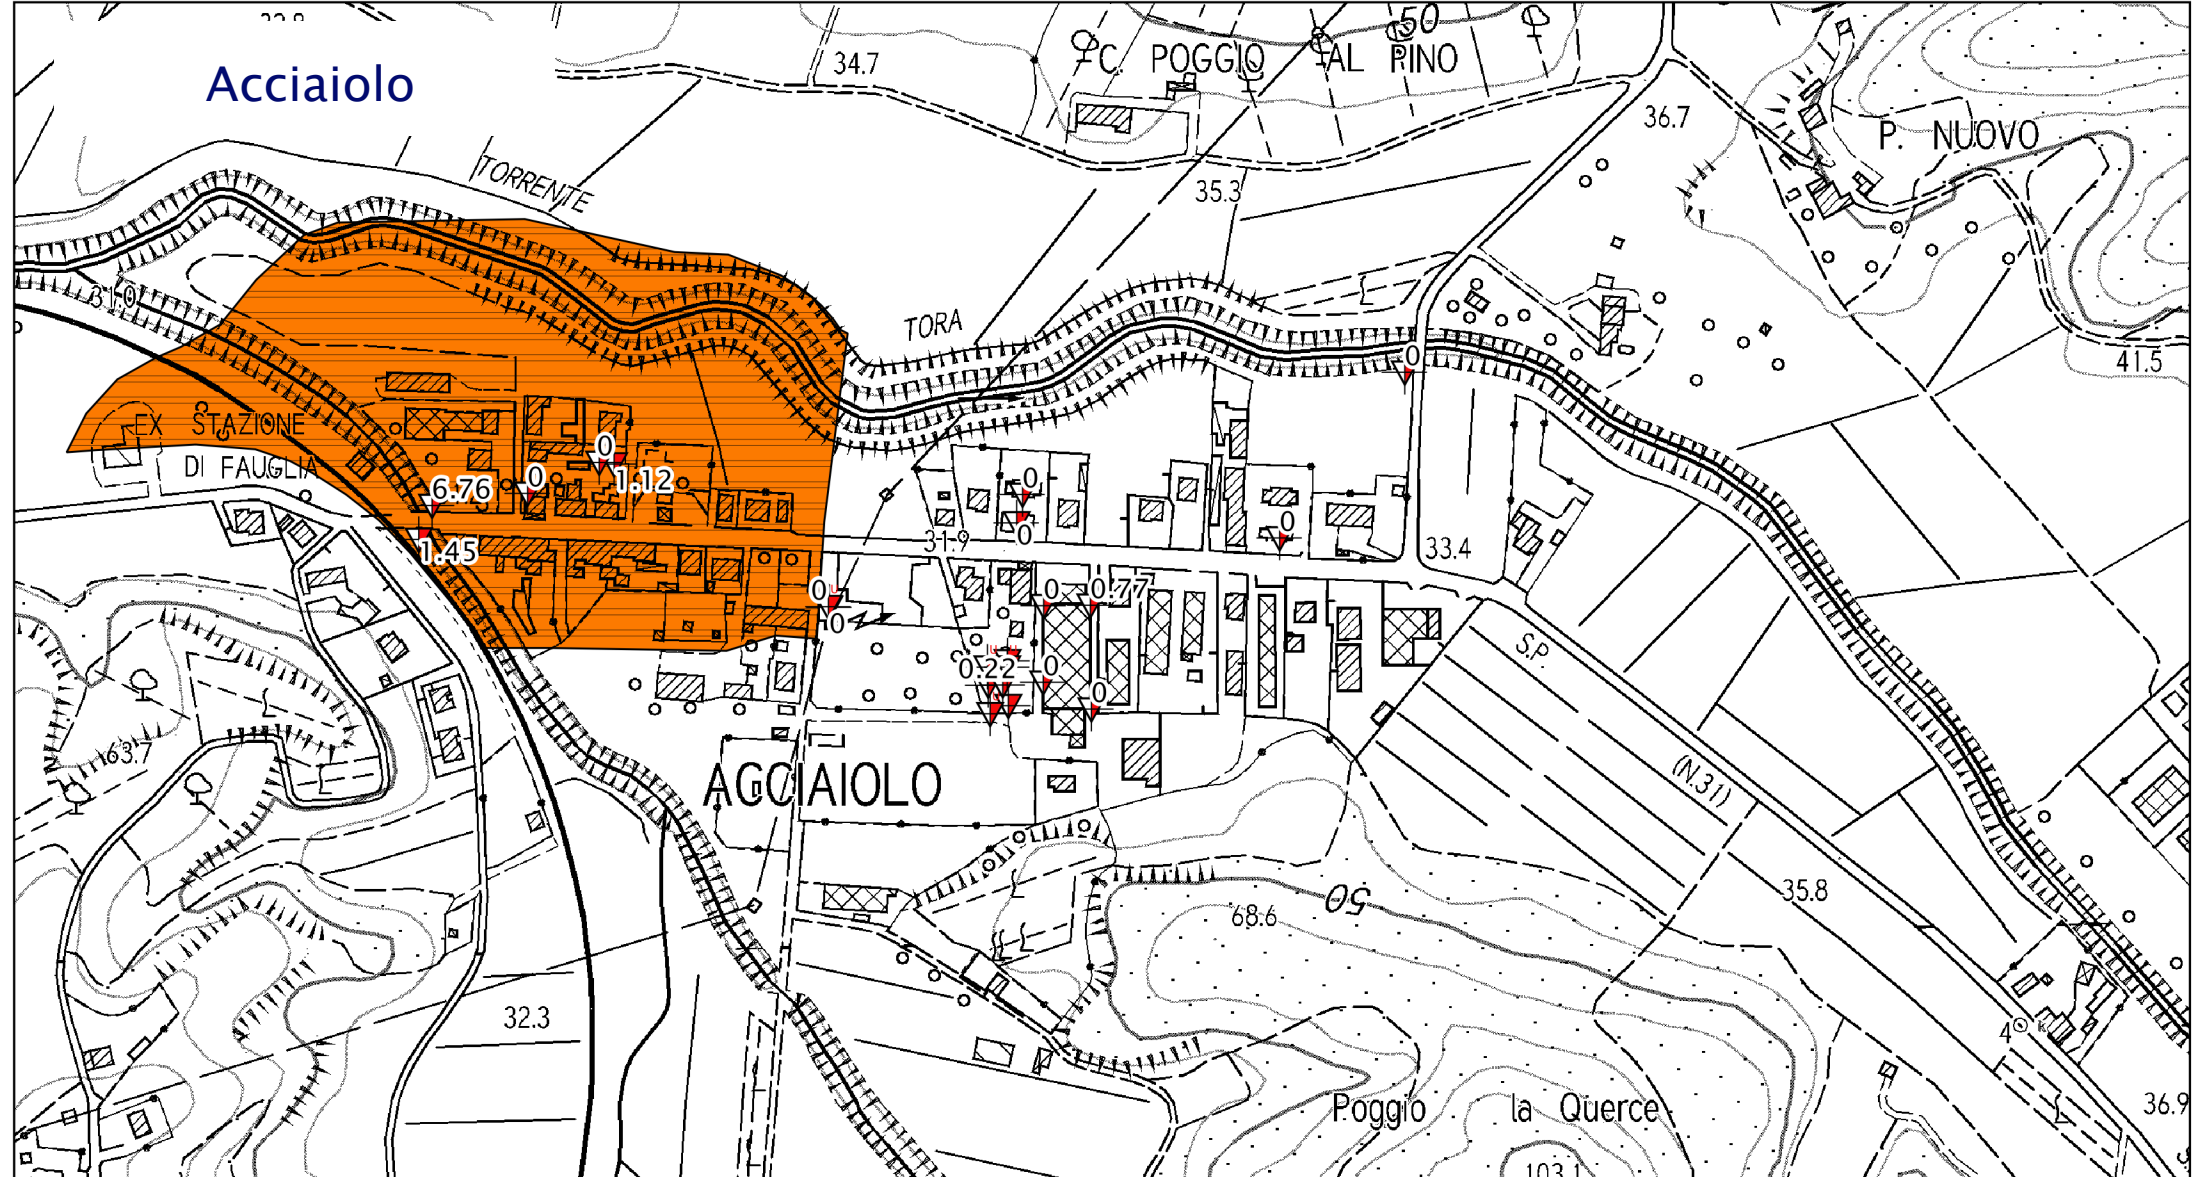 Acciaiolo
34.7
C. POGGIO AL PINO
50
36.7
P. NUOVO
TORRENTE
35.3
31.0
TORA
0
41.5
EX STAZIONE
DI FAUGLIA
0
6.76
0
1.12
0
0
0
1.45
31.9
33.4
0
0
0
0.77
S.P.
0.22
0
0
63.7
ACCIAIOLO
(N.31)
50
68.6
35.8
32.3
Poggio la Querce
36.9
103.1